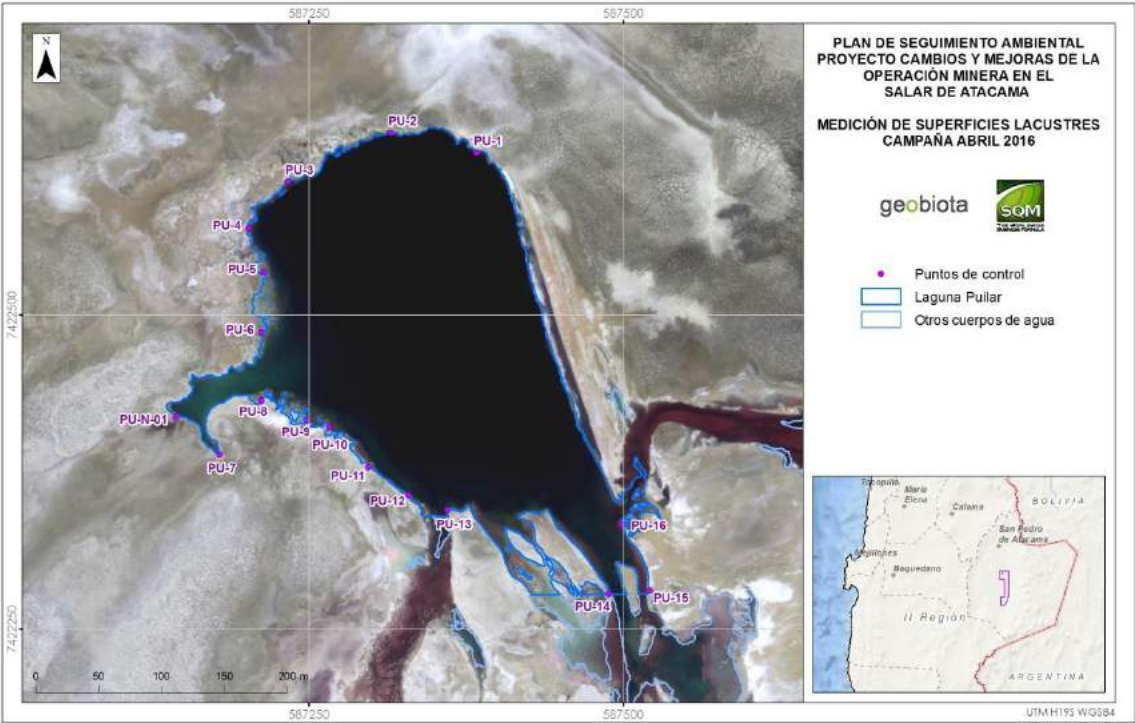 587250
587500
N
PU-2
PU-1
PU-3
PU-4
PU-5
PU-6
7422500
PU-8
PU-N-01
PU-9
PU-10
PU-7
PU-11
PU-12
PU-13
PU-16
PU-14
PU-15
7422250
0 50 100 150 200 m
587250
587500
PLAN DE SEGUIMIENTO AMBIENTAL
PROYECTO CAMBIOS Y MEJORAS DE LA
OPERACIÓN MINERA EN EL
SALAR DE ATACAMA
MEDICIÓN DE SUPERFICIES LACUSTRES
CAMPAÑA ABRIL 2016
geobiota
SQM
Puntos de control
Laguna Puilar
Otros cuerpos de agua
Tocopilla
María
Elena
Calama
BOLIVIA
San Pedro
de Atacama
Mejillones
Baquedano
II Región
ARGENTINA
UTM H19S WGS84